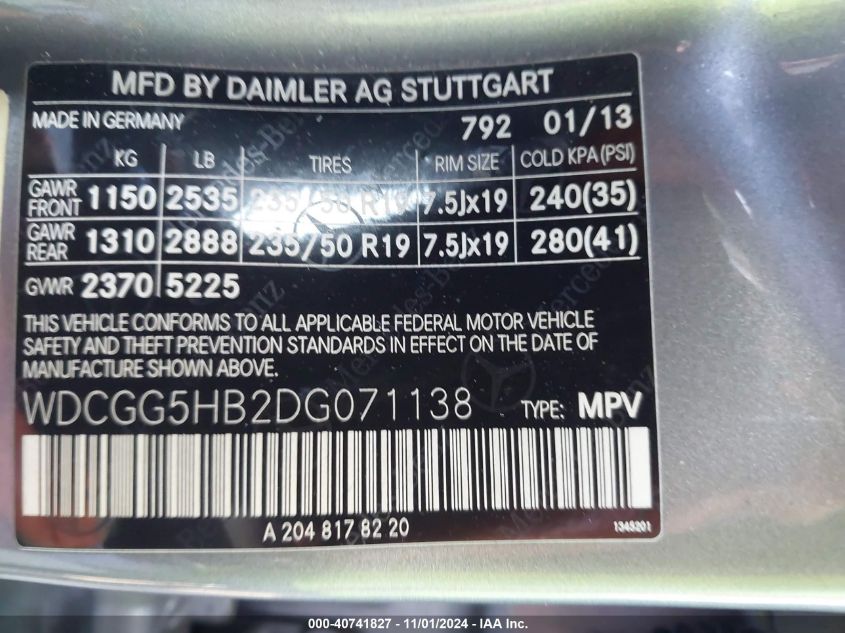 MFD BY DAIMLER AG STUTTGART
MADE IN GERMANY 792 01/13
KG LB TIRES RIM SIZE COLD KPA (PSI)
GAWR FRONT 1150 2535 235/50 R19 7.5Jx19 240(35)
GAWR REAR 1310 2888 235/50 R19 7.5Jx19 280(41)
GVWR 2370 5225
THIS VEHICLE CONFORMS TO ALL APPLICABLE FEDERAL MOTOR VEHICLE
SAFETY AND THEFT PREVENTION STANDARDS IN EFFECT ON THE DATE OF
MANUFACTURE SHOWN ABOVE.
WDCGG5HB2DG071138 TYPE: MPV
A 204 817 82 20 1345201
000-40741827 - 11/01/2024 - IAA Inc.